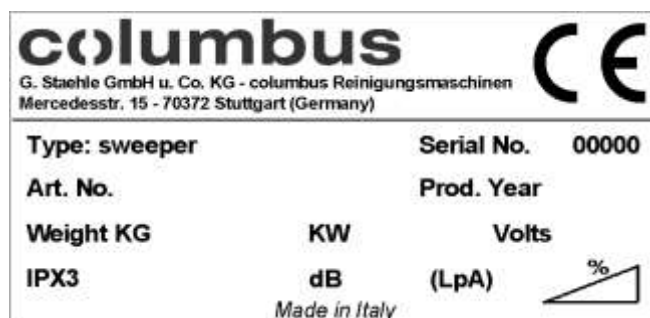 columbus CE
G. Staehle GmbH u. Co. KG - columbus Reinigungsmaschinen
Mercedesstr. 15 - 70372 Stuttgart (Germany)
Type: sweeper Serial No. 00000
Art. No. Prod. Year
Weight KG KW Volts
IPX3 dB (LpA) %
Made in Italy